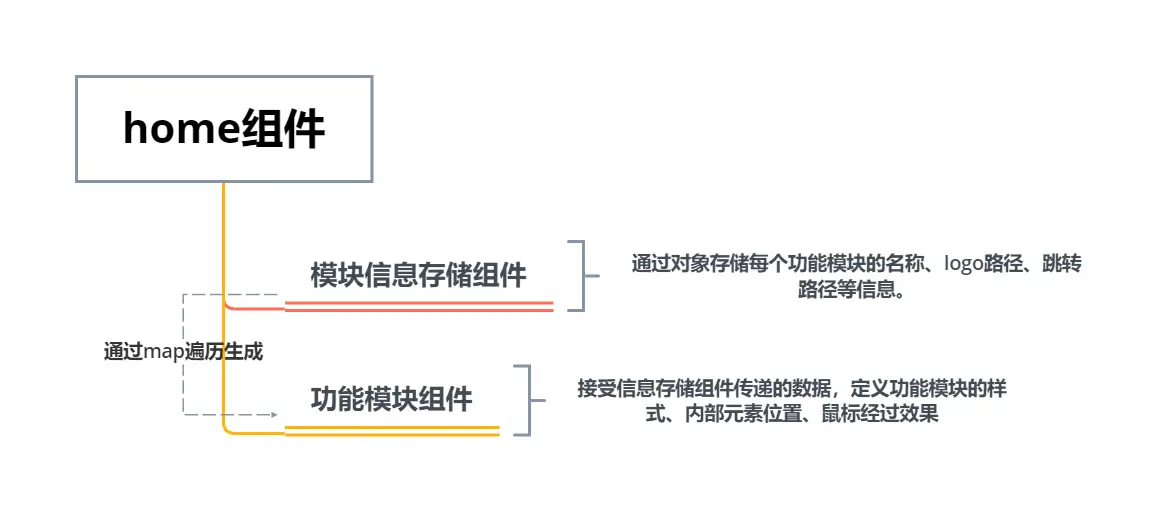 home组件
模块信息存储组件
通过对象存储每个功能模块的名称、logo路径、跳转
路径等信息。
通过map遍历生成
功能模块组件
接受信息存储组件传递的数据，定义功能模块的样
式、内部元素位置、鼠标经过效果